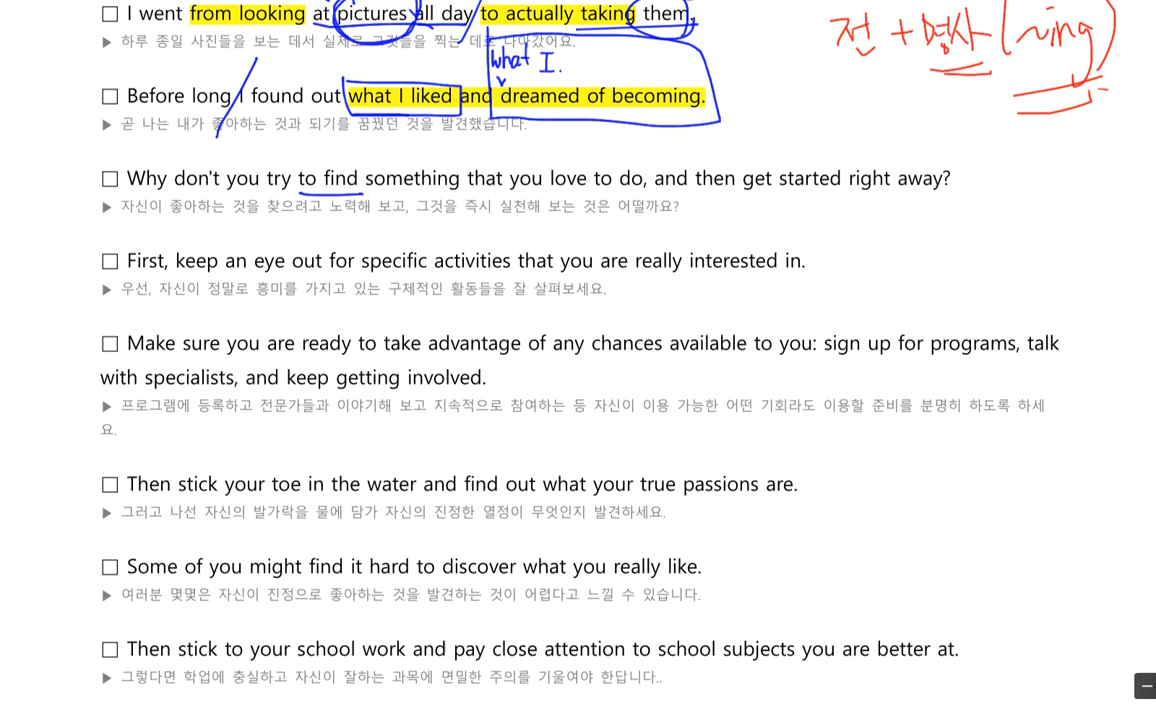 □ I went from looking at pictures all day to actually taking them,
▶ 하루 종일 사진들을 보는 데서 실제로 그것들을 찍는 데로 나아갔어요.
전 + 명사 (~ing)
what I.
□ Before long, I found out what I liked and dreamed of becoming.
▶ 곧 나는 내가 좋아하는 것과 되기를 꿈꿨던 것을 발견했습니다.
□ Why don't you try to find something that you love to do, and then get started right away?
▶ 자신이 좋아하는 것을 찾으려고 노력해 보고, 그것을 즉시 실천해 보는 것은 어떨까요?
□ First, keep an eye out for specific activities that you are really interested in.
▶ 우선, 자신이 정말로 흥미를 가지고 있는 구체적인 활동들을 잘 살펴보세요.
□ Make sure you are ready to take advantage of any chances available to you: sign up for programs, talk
with specialists, and keep getting involved.
▶ 프로그램에 등록하고 전문가들과 이야기해 보고 지속적으로 참여하는 등 자신이 이용 가능한 어떤 기회라도 이용할 준비를 분명히 하도록 하세
요.
□ Then stick your toe in the water and find out what your true passions are.
▶ 그러고 나선 자신의 발가락을 물에 담가 자신의 진정한 열정이 무엇인지 발견하세요.
□ Some of you might find it hard to discover what you really like.
▶ 여러분 몇몇은 자신이 진정으로 좋아하는 것을 발견하는 것이 어렵다고 느낄 수 있습니다.
□ Then stick to your school work and pay close attention to school subjects you are better at.
▶ 그렇다면 학업에 충실하고 자신이 잘하는 과목에 면밀한 주의를 기울여야 한답니다..